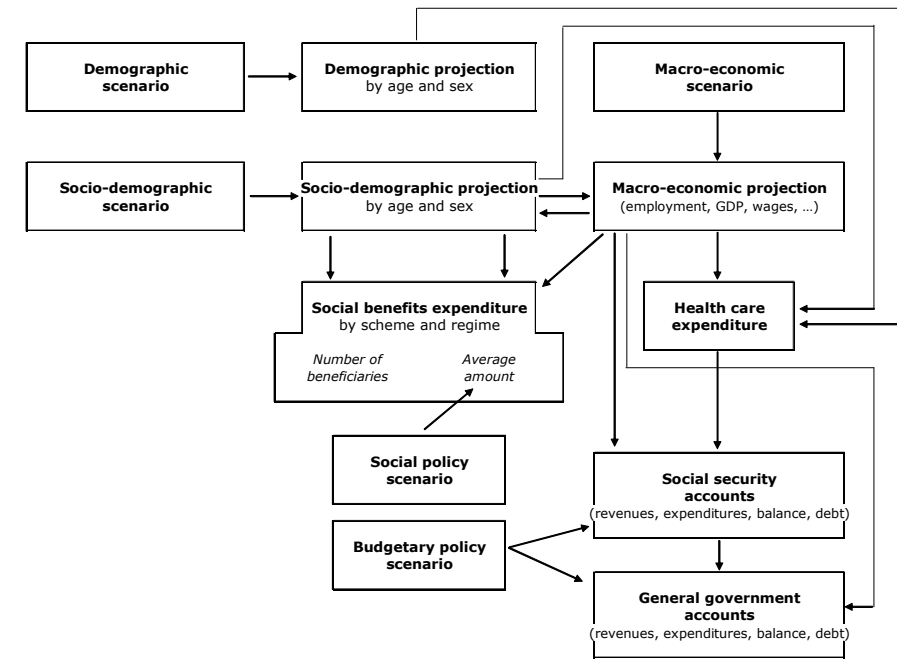 Demographic
scenario
Demographic projection
by age and sex
Macro-economic
scenario
Socio-demographic
scenario
Socio-demographic projection
by age and sex
Macro-economic projection
(employment, GDP, wages, ...)
Social benefits expenditure
by scheme and regime
Number of
beneficiaries
Average
amount
Health care
expenditure
Social policy
scenario
Social security
accounts
(revenues, expenditures, balance, debt)
Budgetary policy
scenario
General government
accounts
(revenues, expenditures, balance, debt)